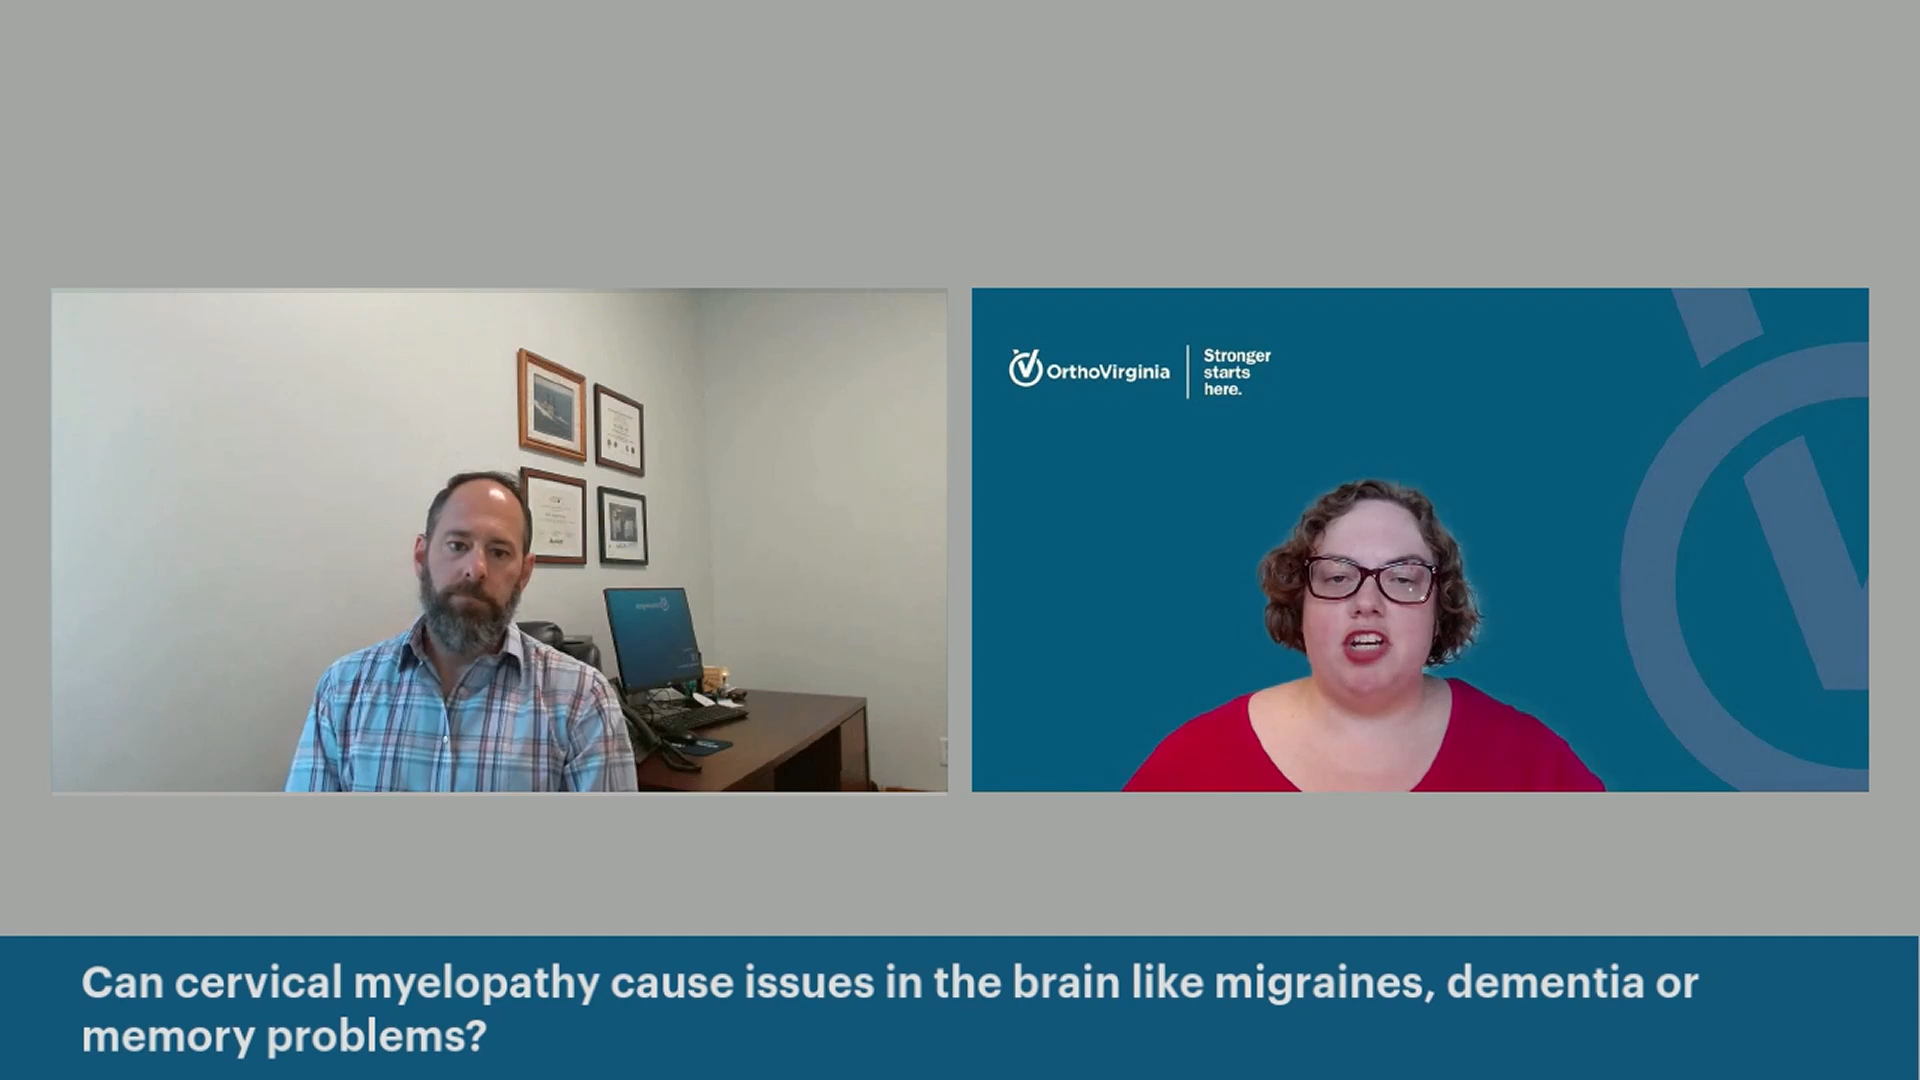 OrthoVirginia
Stronger
starts
here.
Can cervical myelopathy cause issues in the brain like migraines, dementia or
memory problems?